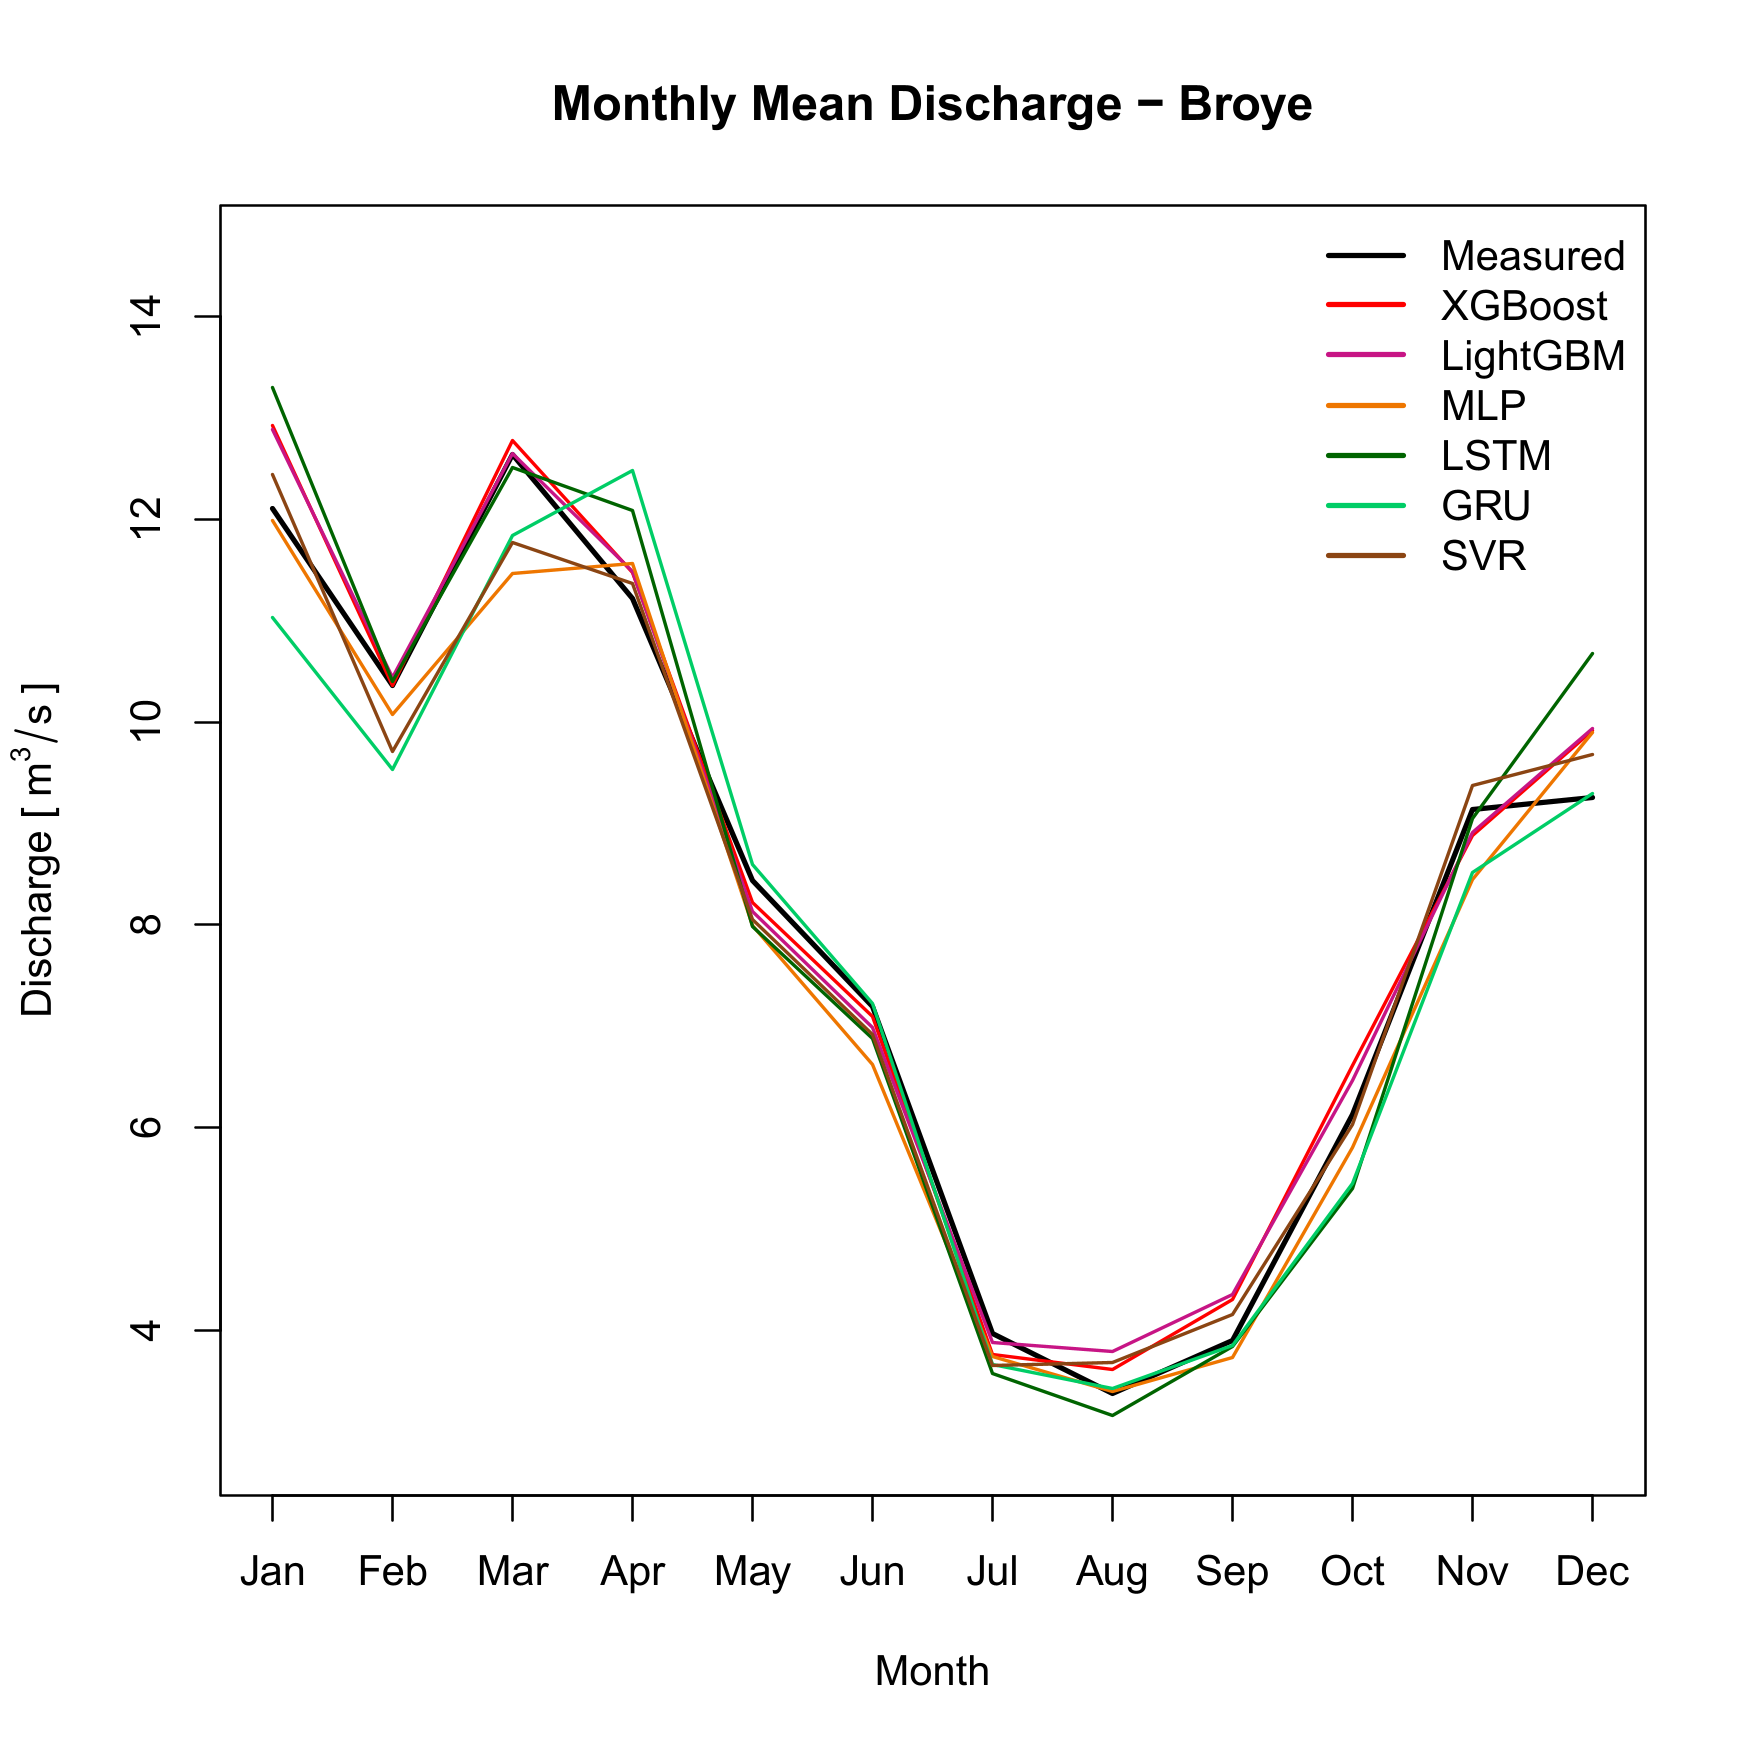 Monthly Mean Discharge − Broye
Measured
XGBoost
LightGBM
MLP
LSTM
GRU
SVR
14
12
10
8
6
4
Discharge [ m³/s ]
Jan Feb Mar Apr May Jun Jul Aug Sep Oct Nov Dec
Month